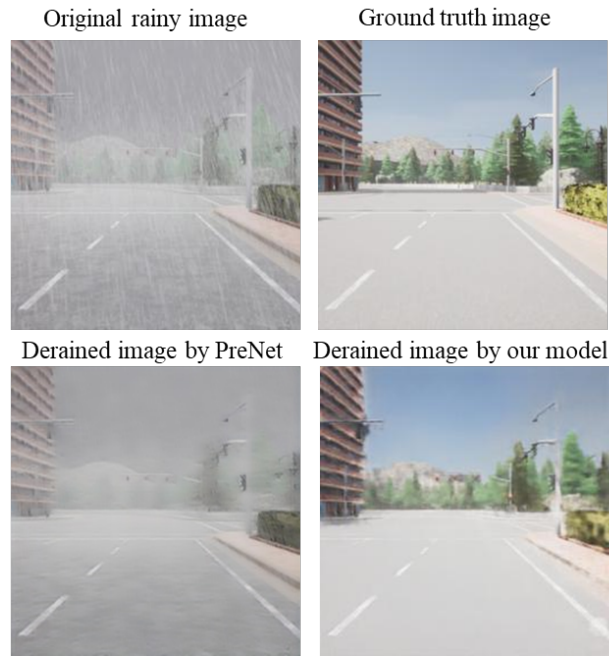 Original rainy image
Ground truth image
Derained image by PreNet
Derained image by our model